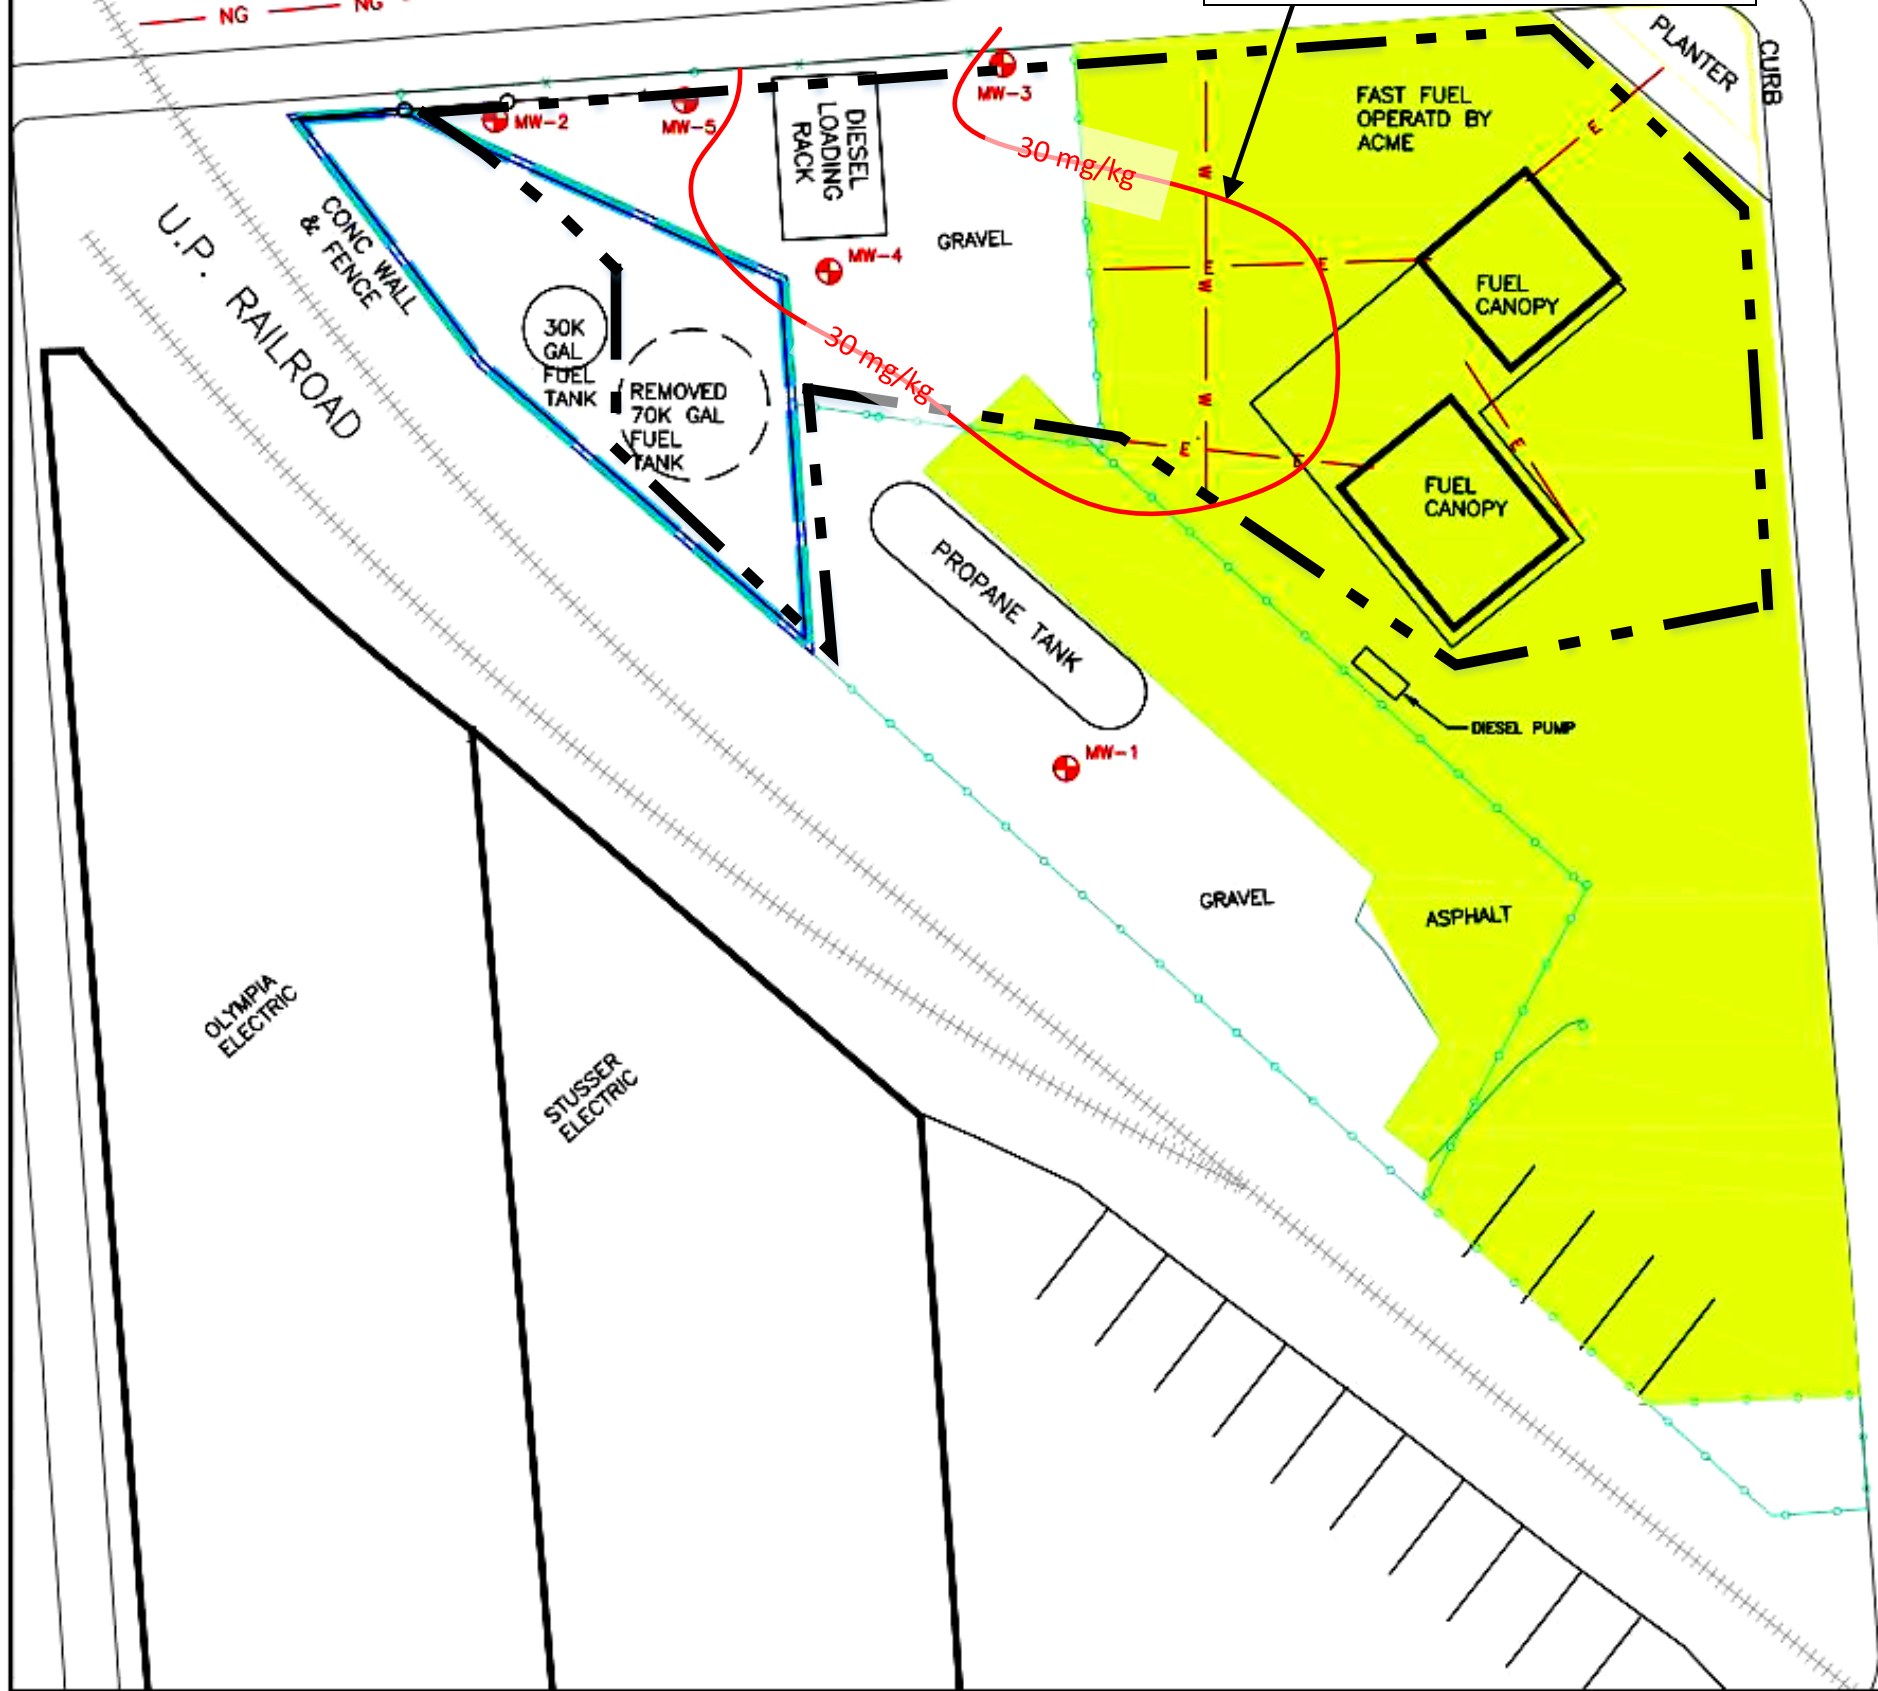 NG
NG
PLANTER
CURB
FAST FUEL
OPERATD BY
ACME
MW-3
MW-2
MW-5
DIESEL
LOADING
RACK
30 mg/kg
E
W
CONC WALL
& FENCE
U.P. RAILROAD
GRAVEL
MW-4
E
E
W
FUEL
CANOPY
30K
GAL
FUEL
TANK
30 mg/kg
REMOVED
70K GAL
FUEL
TANK
W
E
E
E
FUEL
CANOPY
PROPANE TANK
DIESEL PUMP
MW-1
GRAVEL
ASPHALT
OLYMPIA
ELECTRIC
STUSSER
ELECTRIC